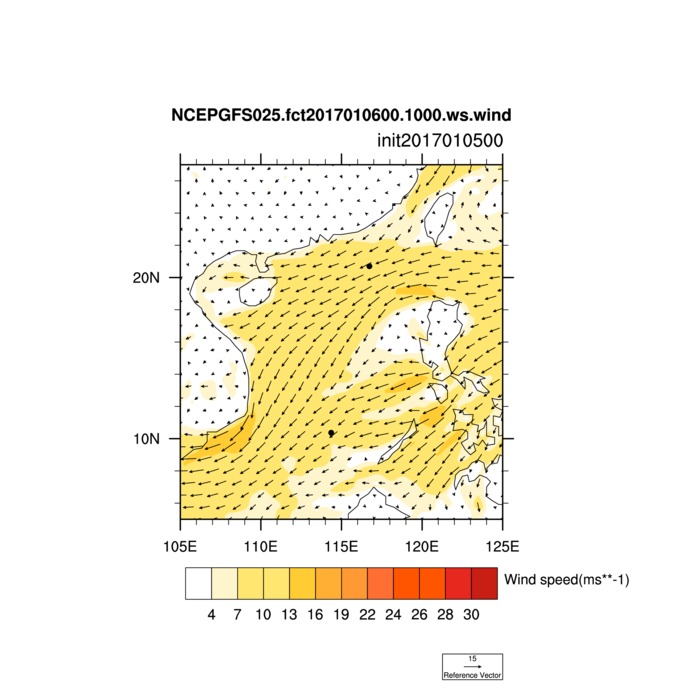 NCEPGFS025.fct2017010600.1000.ws.wind
init2017010500
20N
10N
105E 110E 115E 120E 125E
Wind speed(ms**-1)
4 7 10 13 16 19 22 24 26 28 30
15
Reference Vector